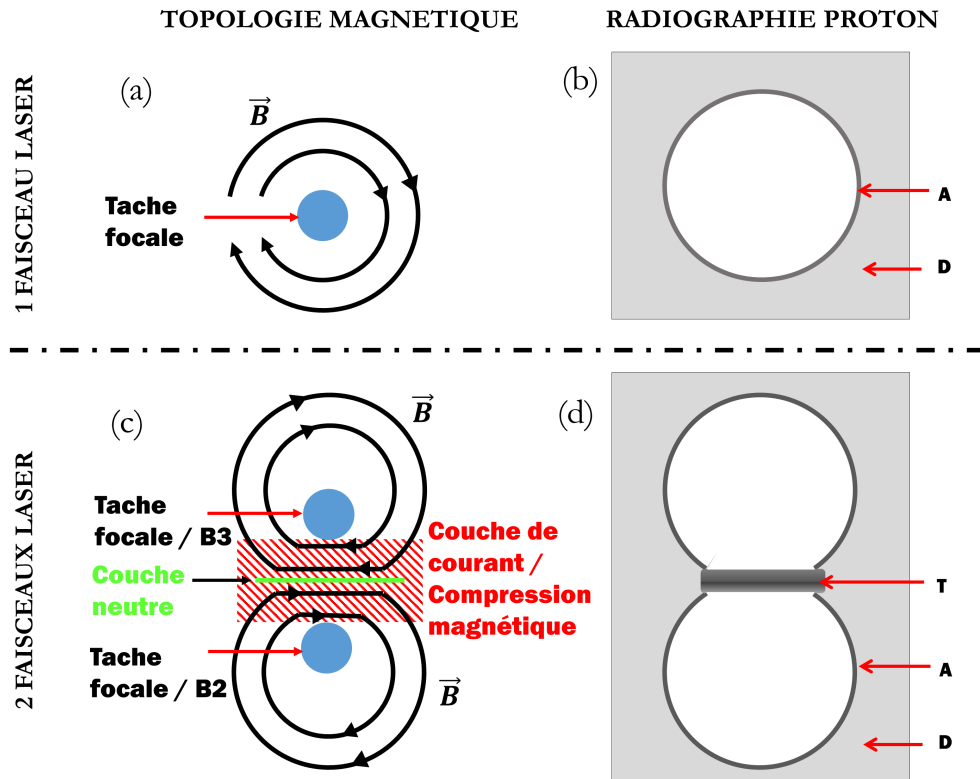 TOPOLOGIE MAGNETIQUE
RADIOGRAPHIE PROTON
1 FAISCEAU LASER
(a)
B
Tache
focale
(b)
A
D
2 FAISCEAUX LASER
(c)
B
Tache
focale / B3
Couche
neutre
Couche de
courant /
Compression
magnétique
Tache
focale / B2
B
(d)
T
A
D